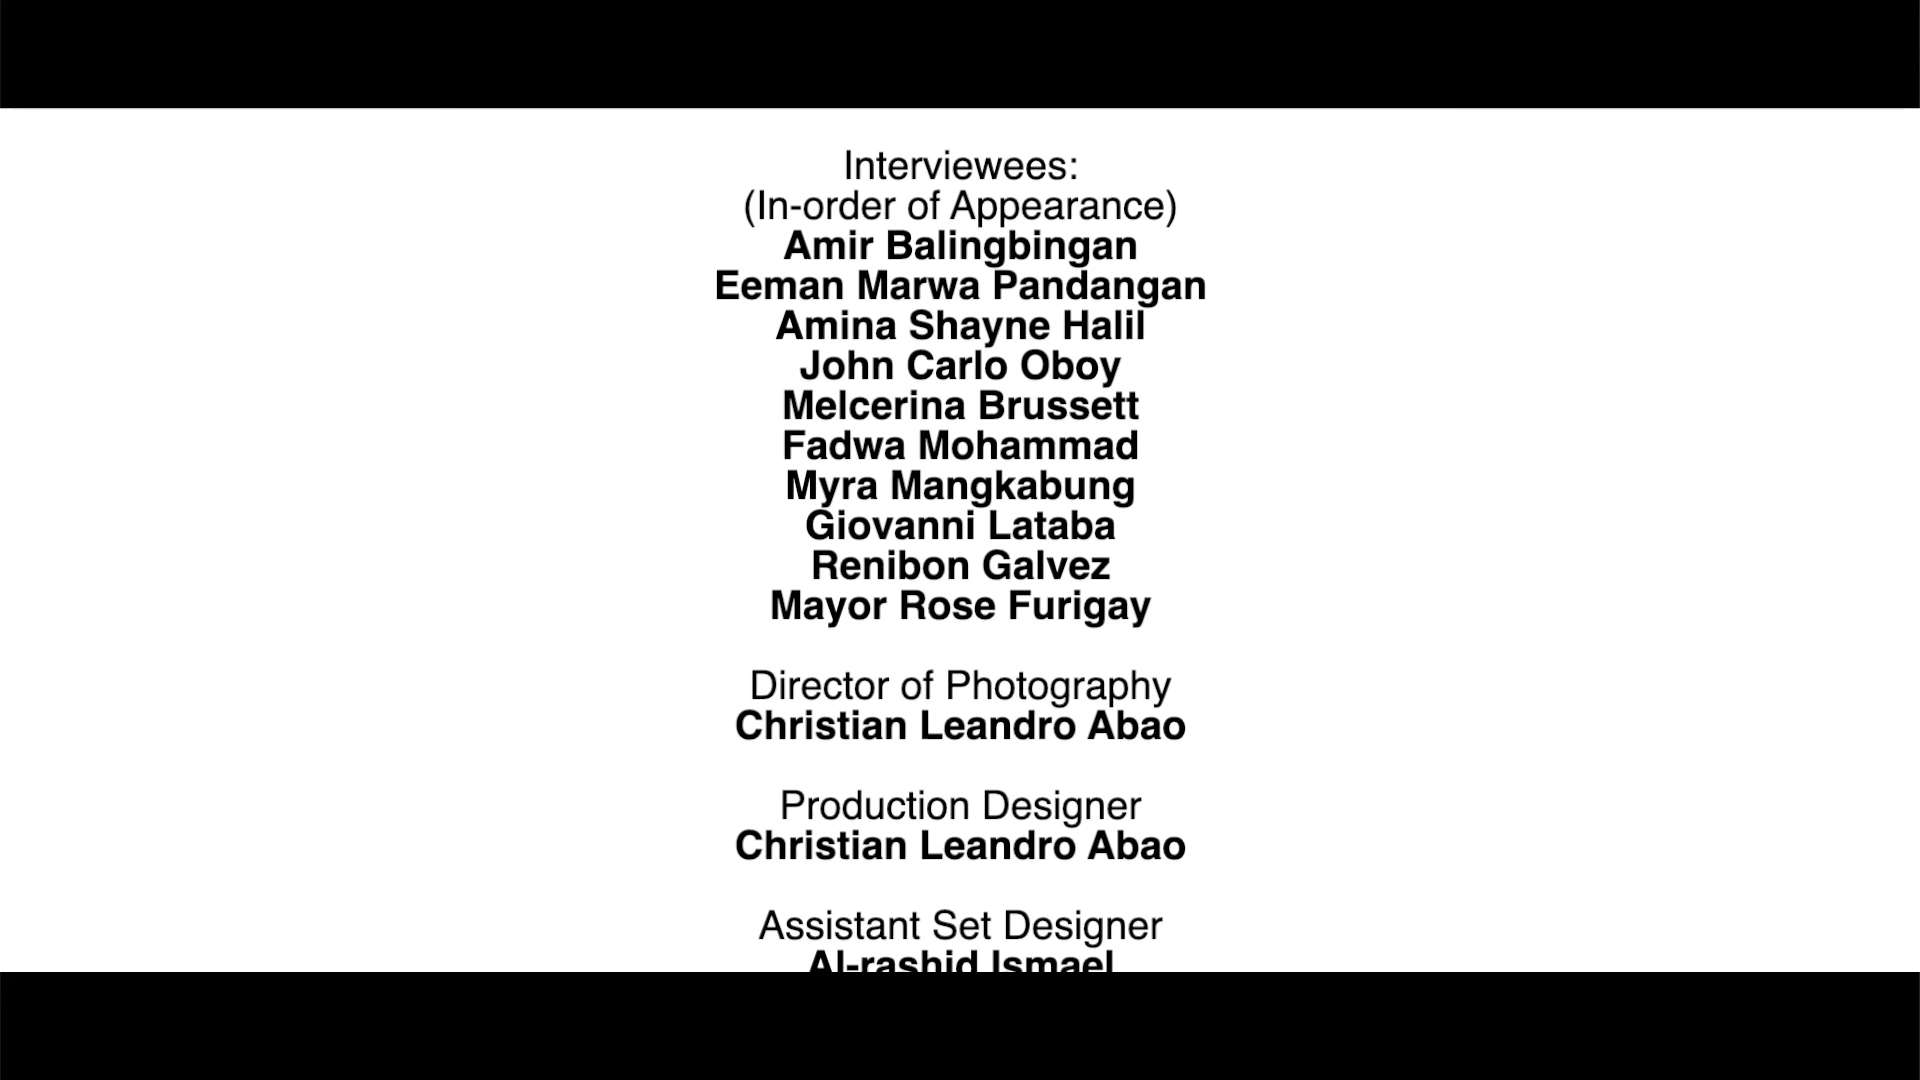 Interviewees:
(In-order of Appearance)
Amir Balingbingan
Eeman Marwa Pandangan
Amina Shayne Halil
John Carlo Oboy
Melcerina Brussett
Fadwa Mohammad
Myra Mangkabung
Giovanni Lataba
Renibon Galvez
Mayor Rose Furigay
Director of Photography
Christian Leandro Abao
Production Designer
Christian Leandro Abao
Assistant Set Designer
Al-rashid Ismael